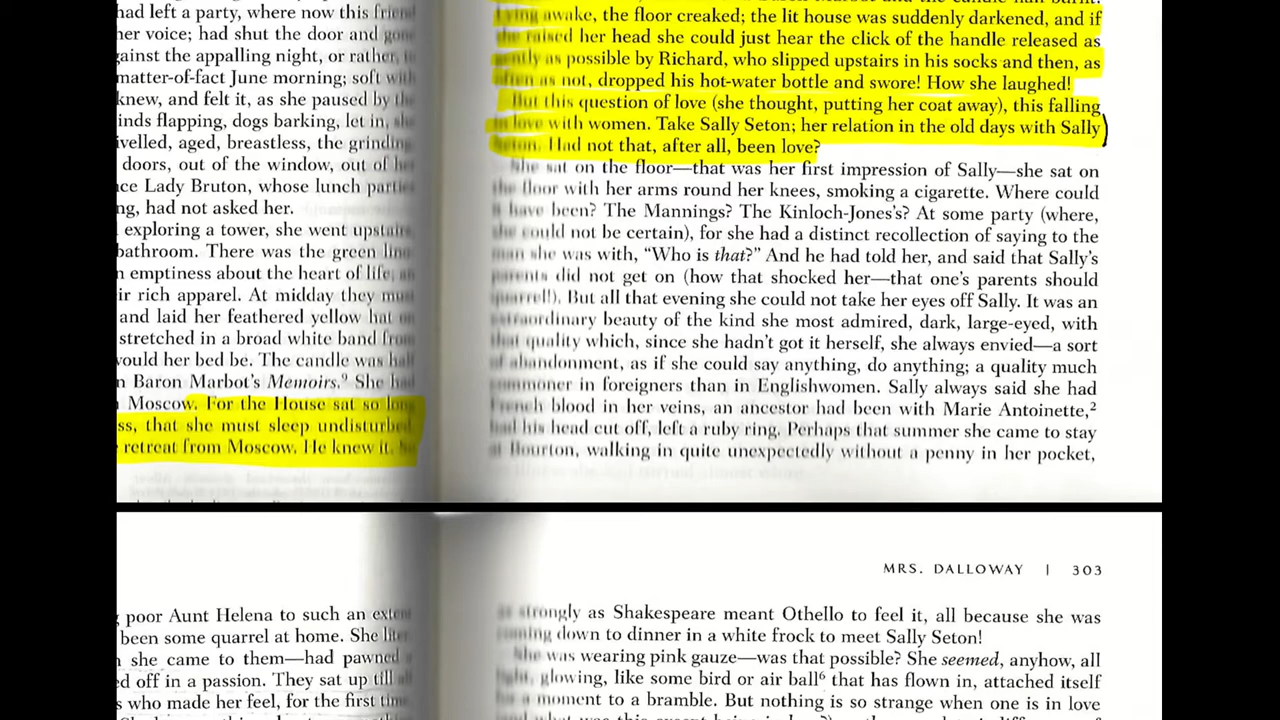 had left a party, where now this friend
her voice; had shut the door and gone
gainst the appalling night, or rather, to
matter-of-fact June morning; soft with
knew, and felt it, as she paused by the
inds flapping, dogs barking, let in, she
ivelled, aged, breastless, the grinding
doors, out of the window, out of her
ce Lady Bruton, whose lunch parties
ng, had not asked her.
exploring a tower, she went upstairs,
bathroom. There was the green
n emptiness about the heart of life; an
ir rich apparel. At midday they must
and laid her feathered yellow hat on
stretched in a broad white band from
would her bed be. The candle was half
n Baron Marbot's Memoirs.⁹ She had
Moscow. For the House sat so long
ss, that she must sleep undisturbed.
retreat from Moscow. He knew it. So
Lying awake, the floor creaked; the lit house was suddenly darkened, and if
she raised her head she could just hear the click of the handle released as
gently as possible by Richard, who slipped upstairs in his socks and then, as
often as not, dropped his hot-water bottle and swore! How she laughed!
But this question of love (she thought, putting her coat away), this falling
in love with women. Take Sally Seton; her relation in the old days with Sally
Seton. Had not that, after all, been love?
She sat on the floor—that was her first impression of Sally—she sat on
the floor with her arms round her knees, smoking a cigarette. Where could
it have been? The Mannings? The Kinloch-Jones's? At some party (where,
she could not be certain), for she had a distinct recollection of saying to the
man she was with, “Who is that?” And he had told her, and said that Sally's
parents did not get on (how that shocked her—that one's parents should
quarrel!). But all that evening she could not take her eyes off Sally. It was an
extraordinary beauty of the kind she most admired, dark, large-eyed, with
that quality which, since she hadn't got it herself, she always envied—a sort
of abandonment, as if she could say anything, do anything; a quality much
commoner in foreigners than in Englishwomen. Sally always said she had
French blood in her veins, an ancestor had been with Marie Antoinette,²
had his head cut off, left a ruby ring. Perhaps that summer she came to stay
at Bourton, walking in quite unexpectedly without a penny in her pocket,
poor Aunt Helena to such an extent
been some quarrel at home. She
she came to them—had pawned a
ed off in a passion. They sat up till all
s who made her feel, for the first time,
MRS. DALLOWAY | 303
as strongly as Shakespeare meant Othello to feel it, all because she was
coming down to dinner in a white frock to meet Sally Seton!
She was wearing pink gauze—was that possible? She seemed, anyhow, all
light, glowing, like some bird or air ball⁶ that has flown in, attached itself
for a moment to a bramble. But nothing is so strange when one is in love